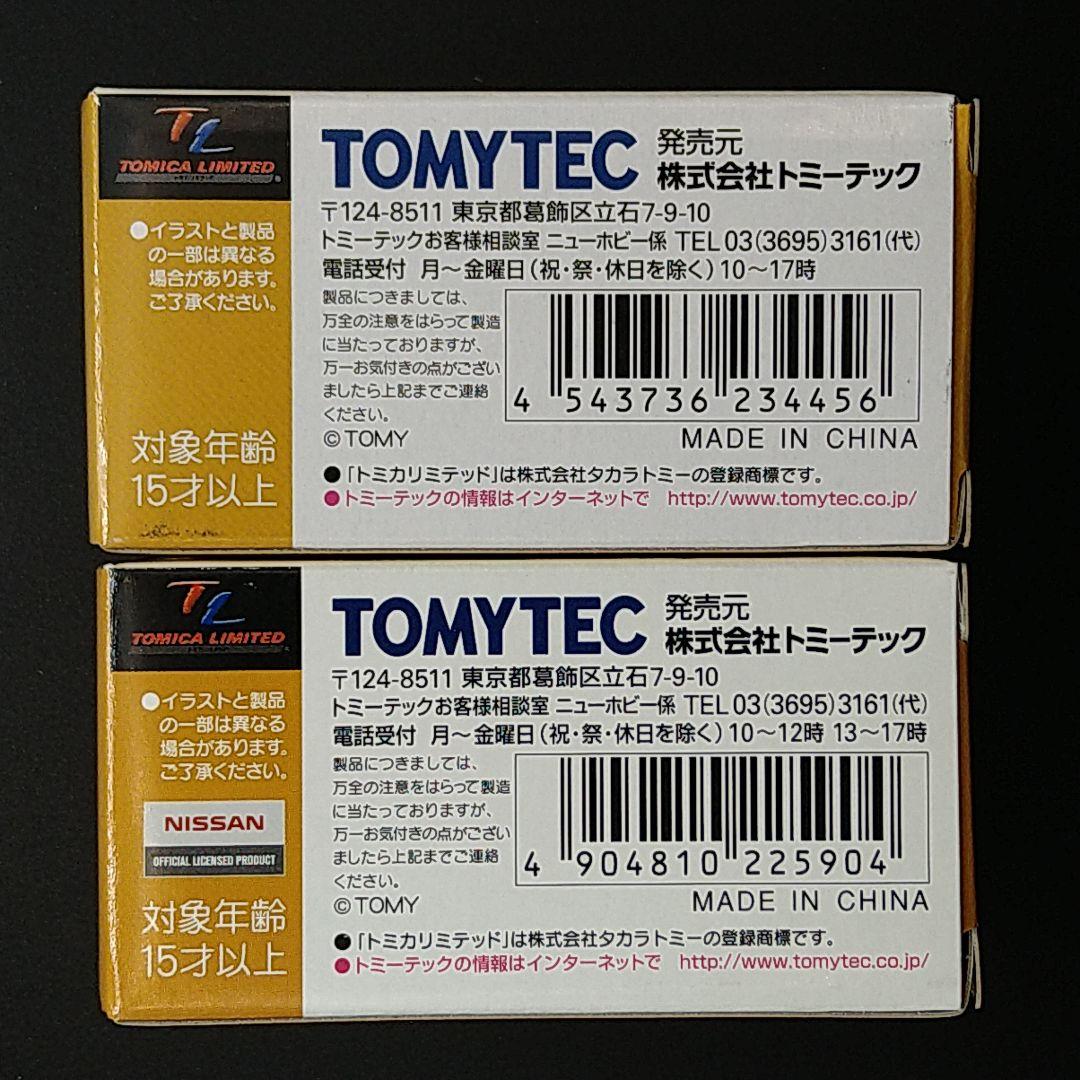 TL
TOMICA LIMITED
●イラストと製品
の一部は異なる
場合があります。
ご了承ください。
対象年齢
15才以上
TOMYTEC 発売元
株式会社トミーテック
〒124-8511 東京都葛飾区立石7-9-10
トミーテックお客様相談室 ニューホビー係 TEL 03(3695)3161(代)
電話受付 月～金曜日(祝・祭・休日を除く)10～17時
製品につきましては、
万全の注意をはらって製造
に当たっておりますが、
万一お気付きの点がござい
ましたら上記までご連絡
ください。
©TOMY
4 543736 234456
MADE IN CHINA
●「トミカリミテッド」は株式会社タカラトミーの登録商標です。
●トミーテックの情報はインターネットで http://www.tomytec.co.jp/
TL
TOMICA LIMITED
●イラストと製品
の一部は異なる
場合があります。
ご了承ください。
NISSAN
OFFICIAL LICENSED PRODUCT
対象年齢
15才以上
TOMYTEC 発売元
株式会社トミーテック
〒124-8511 東京都葛飾区立石7-9-10
トミーテックお客様相談室 ニューホビー係 TEL 03(3695)3161(代)
電話受付 月～金曜日(祝・祭・休日を除く)10～12時 13～17時
製品につきましては、
万全の注意をはらって製造
に当たっておりますが、
万一お気付きの点がござい
ましたら上記までご連絡
ください。
©TOMY
4 904810 225904
MADE IN CHINA
●「トミカリミテッド」は株式会社タカラトミーの登録商標です。
●トミーテックの情報はインターネットで http://www.tomytec.co.jp/